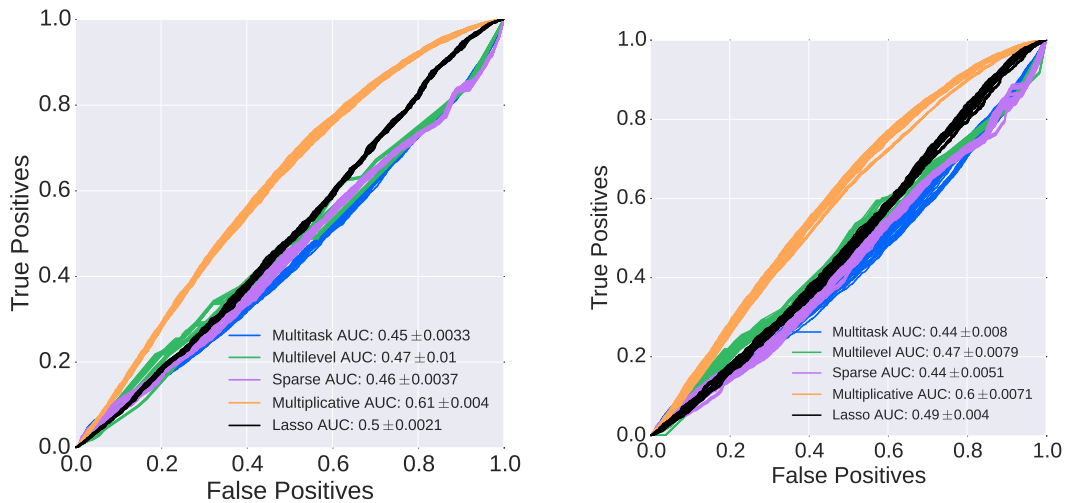 1.0
0.8
0.6
0.4
0.2
0.0
True Positives
Multitask AUC: 0.45±0.0033
Multilevel AUC: 0.47±0.01
Sparse AUC: 0.46±0.0037
Multiplicative AUC: 0.61±0.004
Lasso AUC: 0.5±0.0021
0.0 0.2 0.4 0.6 0.8 1.0
False Positives
1.0
0.8
0.6
0.4
0.2
0.0
True Positives
Multitask AUC: 0.44±0.008
Multilevel AUC: 0.47±0.0079
Sparse AUC: 0.44±0.0051
Multiplicative AUC: 0.6±0.0071
Lasso AUC: 0.49±0.004
0.0 0.2 0.4 0.6 0.8 1.0
False Positives